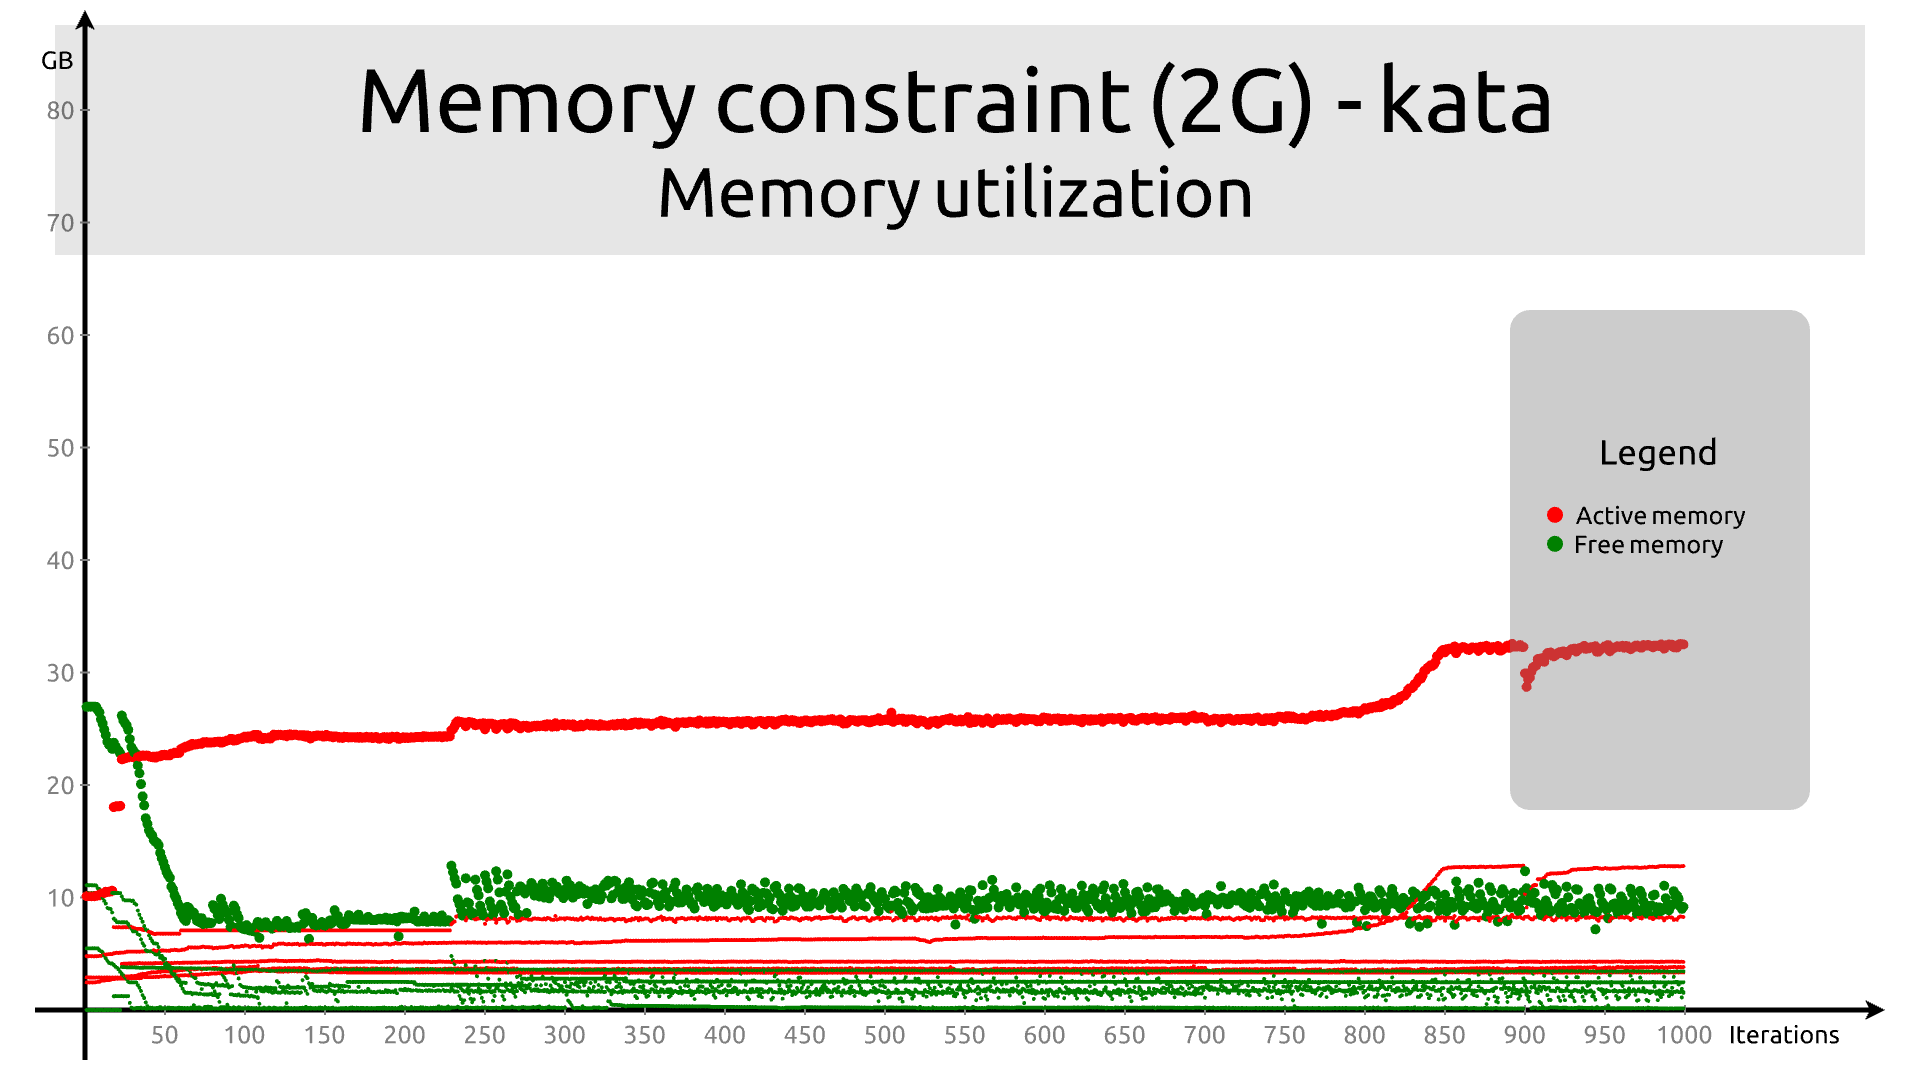 Memory constraint (2G) - kata
Memory utilization
GB
80
70
60
50
40
30
20
10
Legend
Active memory
Free memory
50 100 150 200 250 300 350 400 450 500 550 600 650 700 750 800 850 900 950 1000 Iterations